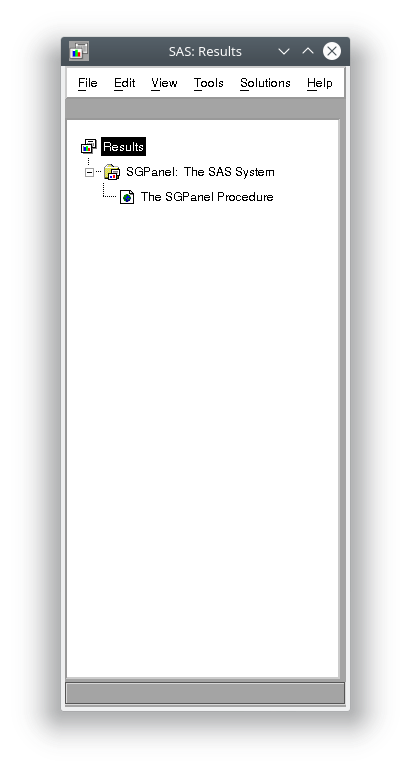 SAS: Results
File Edit View Tools Solutions Help
Results
SGPanel: The SAS System
The SGPanel Procedure